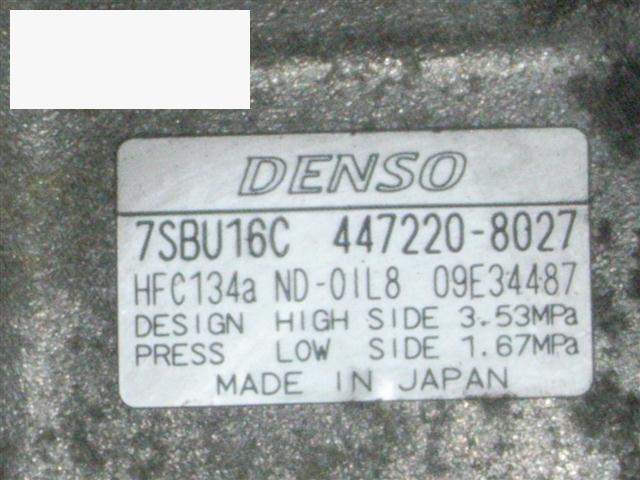 DENSO
7SBU16C 447220-8027
HFC134a ND-OIL8 09E34487
DESIGN HIGH SIDE 3.53MPa
PRESS LOW SIDE 1.67MPa
MADE IN JAPAN